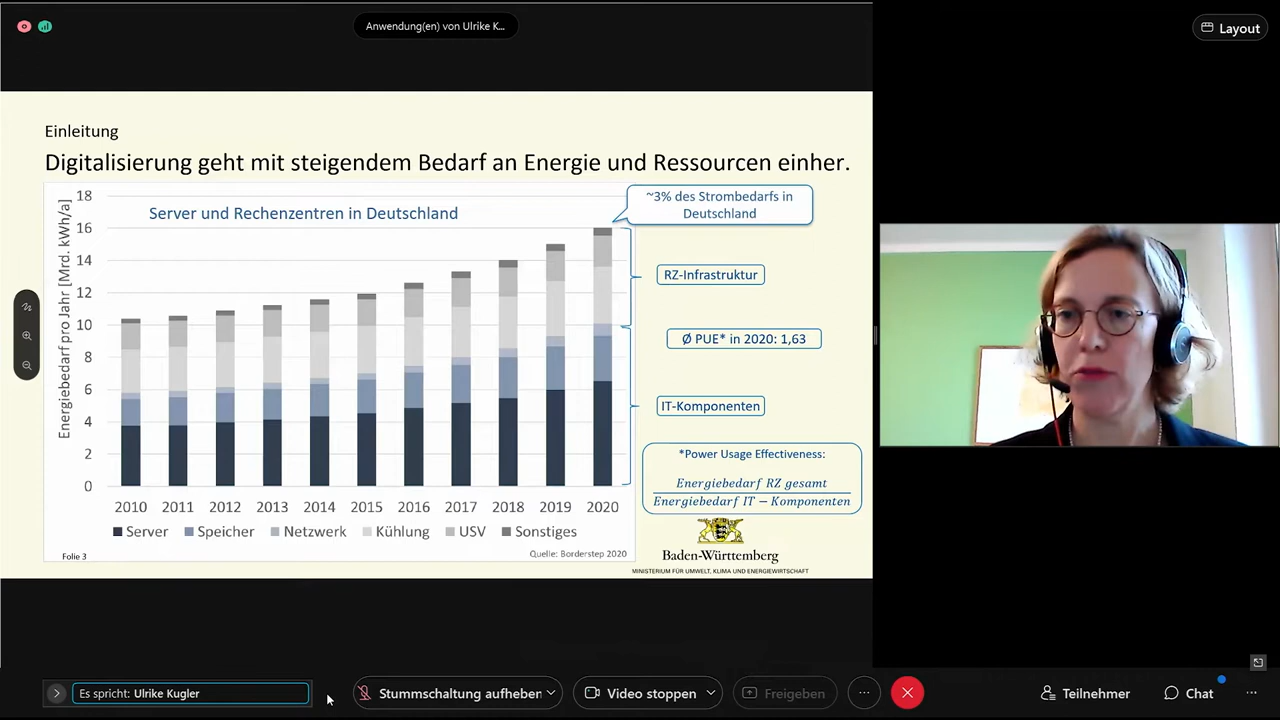 Anwendung(en) von Ulrike K...
Layout
Einleitung
Digitalisierung geht mit steigendem Bedarf an Energie und Ressourcen einher.
Server und Rechenzentren in Deutschland
~3% des Strombedarfs in
Deutschland
Energiebedarf pro Jahr [Mrd. kWh/a]
18
16
14
12
10
8
6
4
2
0
RZ-Infrastruktur
Ø PUE* in 2020: 1,63
IT-Komponenten
*Power Usage Effectiveness:
Energiebedarf RZ gesamt
Energiebedarf IT − Komponenten
2010 2011 2012 2013 2014 2015 2016 2017 2018 2019 2020
Server Speicher Netzwerk Kühlung USV Sonstiges
Folie 3
Quelle: Borderstep 2020
Baden-Württemberg
MINISTERIUM FÜR UMWELT, KLIMA UND ENERGIEWIRTSCHAFT
Es spricht: Ulrike Kugler
Stummschaltung aufheben
Video stoppen
Freigeben
Teilnehmer
Chat